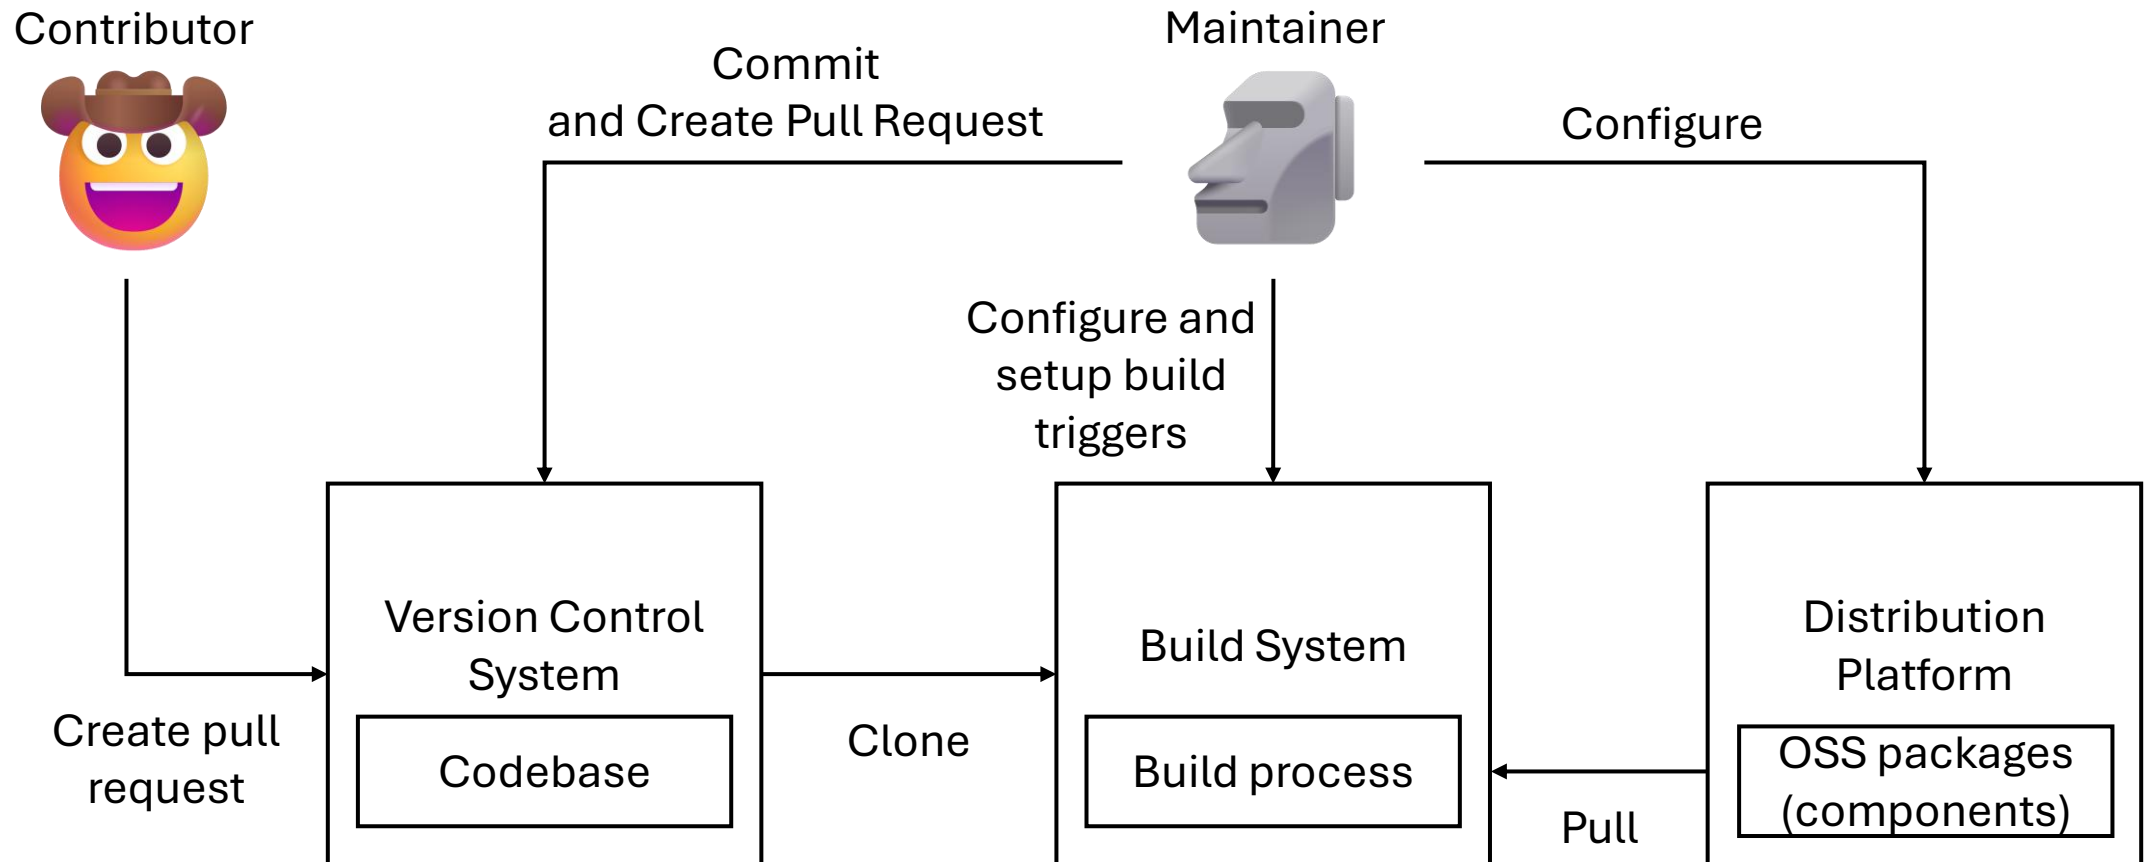 Contributor
Maintainer
Commit
and Create Pull Request
Configure
Configure and
setup build
triggers
Version Control
System
Codebase
Build System
Build process
Distribution
Platform
OSS packages
(components)
Create pull
request
Clone
Pull